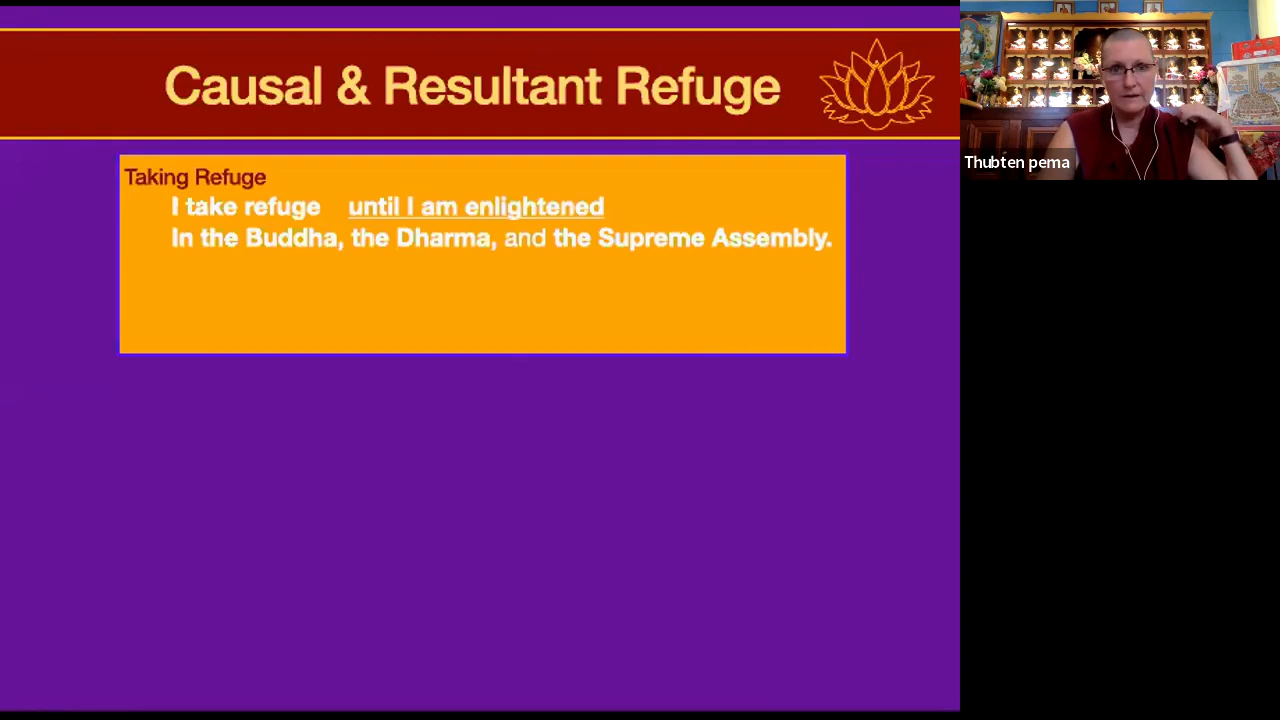 Causal & Resultant Refuge
Taking Refuge
I take refuge until I am enlightened
In the Buddha, the Dharma, and the Supreme Assembly.
Thubten pema